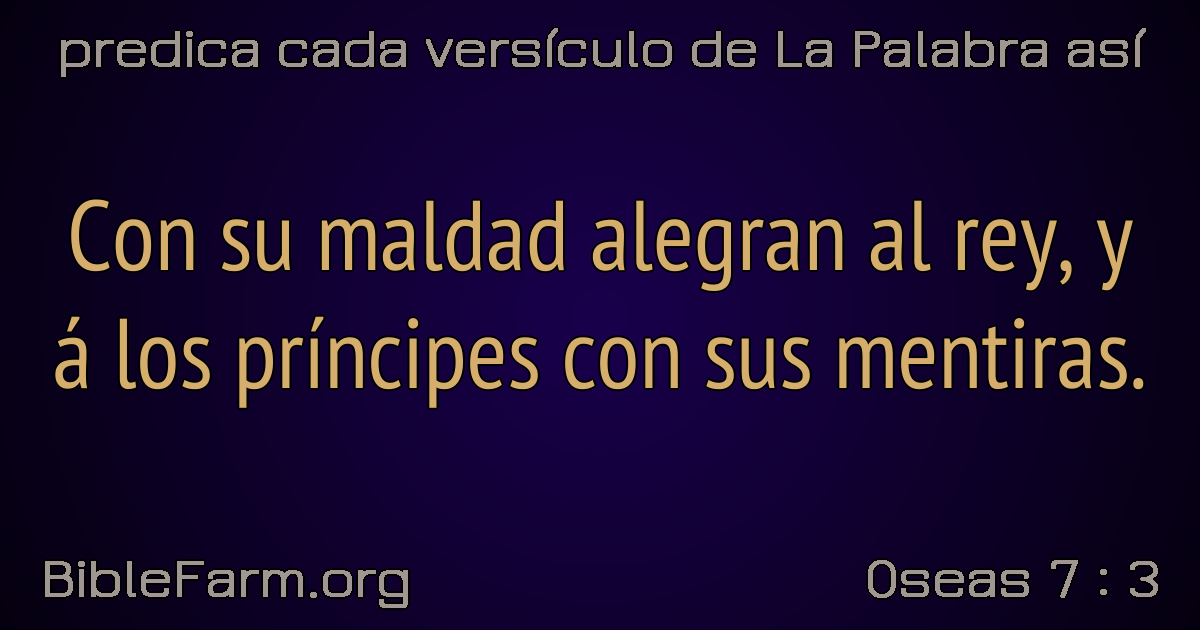 predica cada versículo de La Palabra así
Con su maldad alegran al rey, y
á los príncipes con sus mentiras.
BibleFarm.org
Oseas 7 : 3